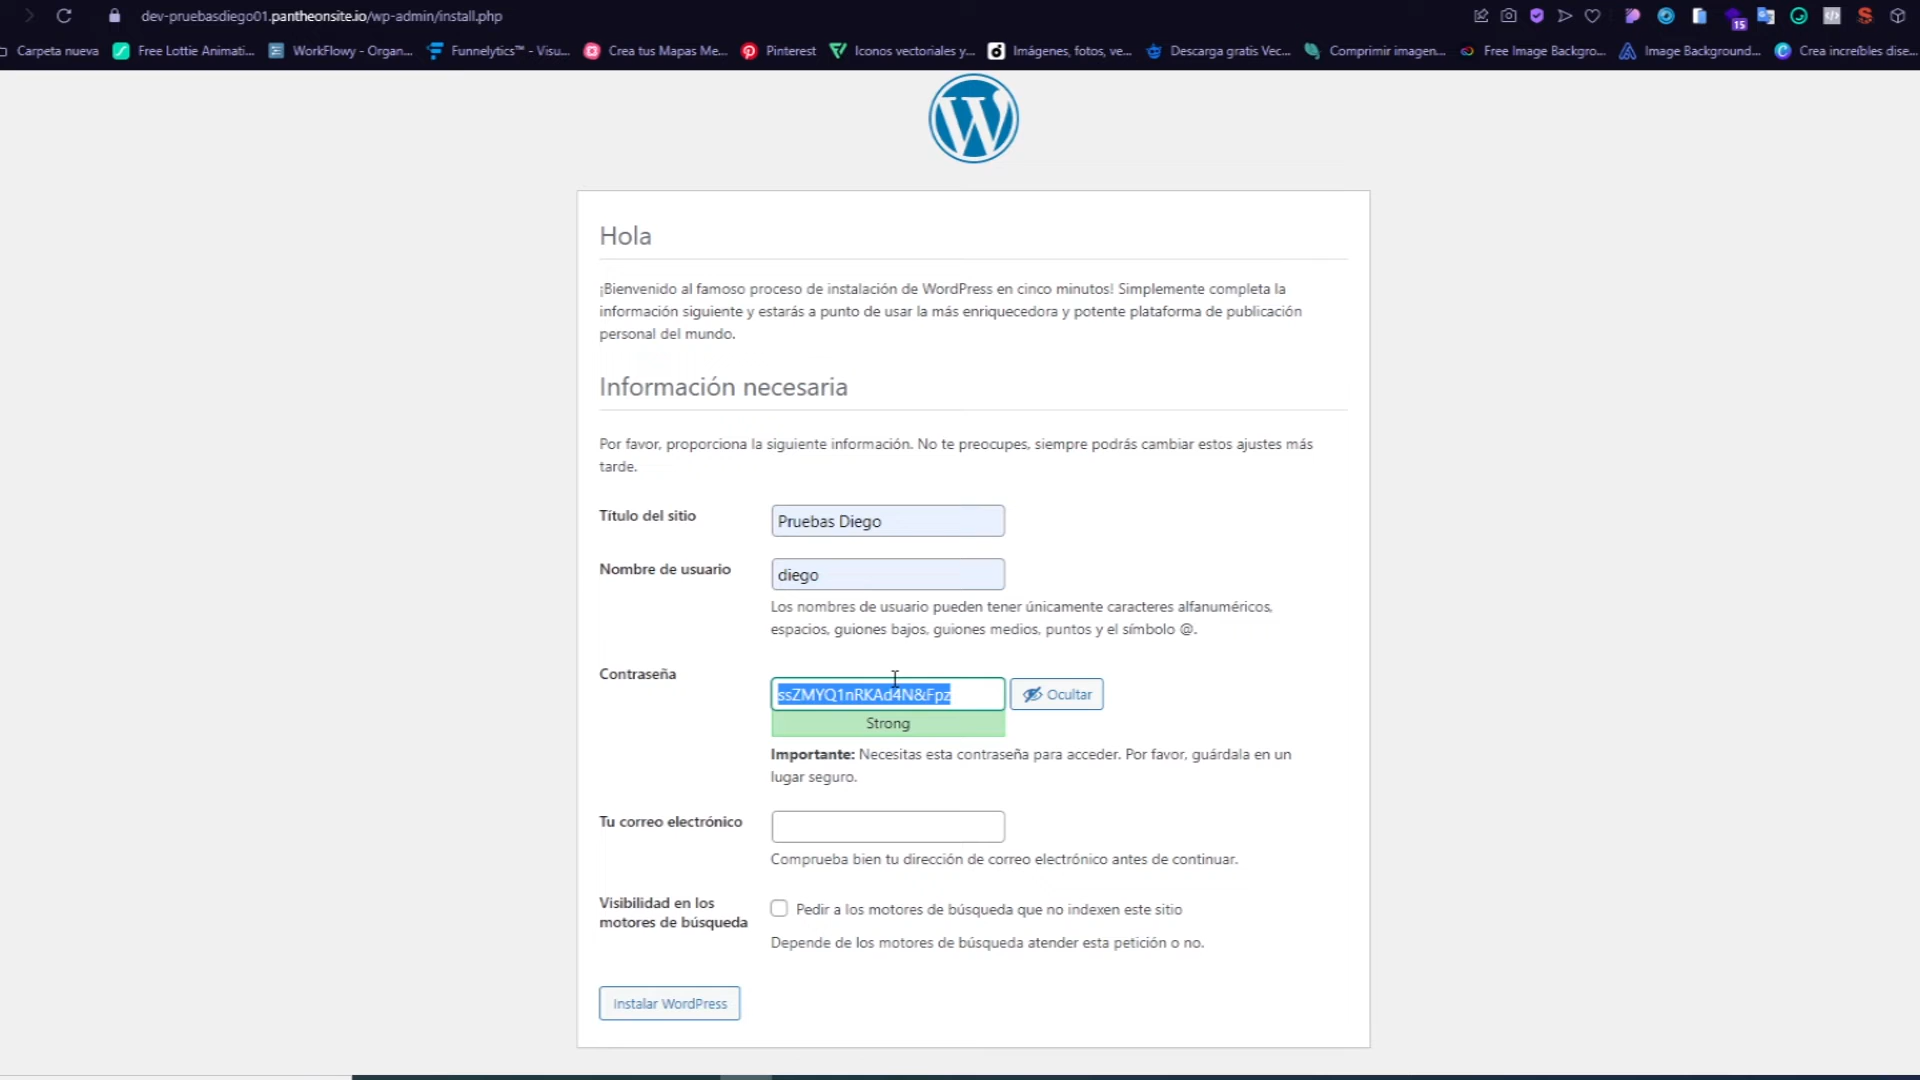 dev-pruebasdiego01.pantheonsite.io/wp-admin/install.php
15
Carpeta nueva
Free Lottie Animati...
WorkFlowy - Organ...
Funnelytics™ - Visu...
Crea tus Mapas Me...
Pinterest
Iconos vectoriales y...
Imágenes, fotos, ve...
Descarga gratis Vec...
Comprimir imagen...
Free Image Backgro...
Image Background...
Crea increíbles dise...
Hola
¡Bienvenido al famoso proceso de instalación de WordPress en cinco minutos! Simplemente completa la
información siguiente y estarás a punto de usar la más enriquecedora y potente plataforma de publicación
personal del mundo.
Información necesaria
Por favor, proporciona la siguiente información. No te preocupes, siempre podrás cambiar estos ajustes más
tarde.
Título del sitio
Pruebas Diego
Nombre de usuario
diego
Los nombres de usuario pueden tener únicamente caracteres alfanuméricos,
espacios, guiones bajos, guiones medios, puntos y el símbolo @.
Contraseña
ssZMYQ1nRKAd4N&Fpz
Ocultar
Strong
Importante: Necesitas esta contraseña para acceder. Por favor, guárdala en un
lugar seguro.
Tu correo electrónico
Comprueba bien tu dirección de correo electrónico antes de continuar.
Visibilidad en los
motores de búsqueda
Pedir a los motores de búsqueda que no indexen este sitio
Depende de los motores de búsqueda atender esta petición o no.
Instalar WordPress